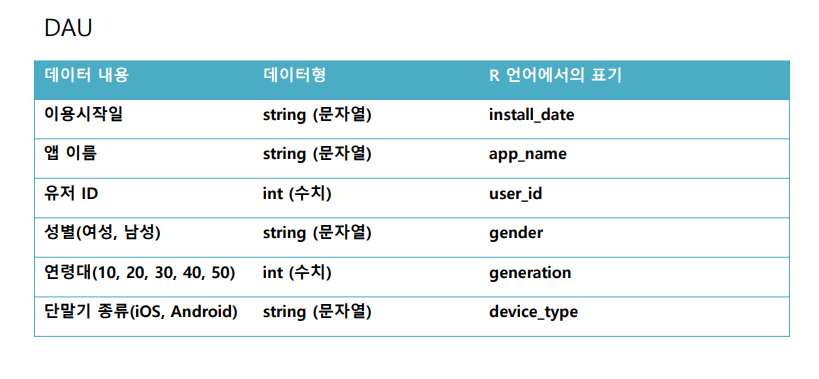 DAU
데이터 내용 데이터형 R 언어에서의 표기
이용시작일 string (문자열) install_date
앱 이름 string (문자열) app_name
유저 ID int (수치) user_id
성별(여성, 남성) string (문자열) gender
연령대(10, 20, 30, 40, 50) int (수치) generation
단말기 종류(iOS, Android) string (문자열) device_type